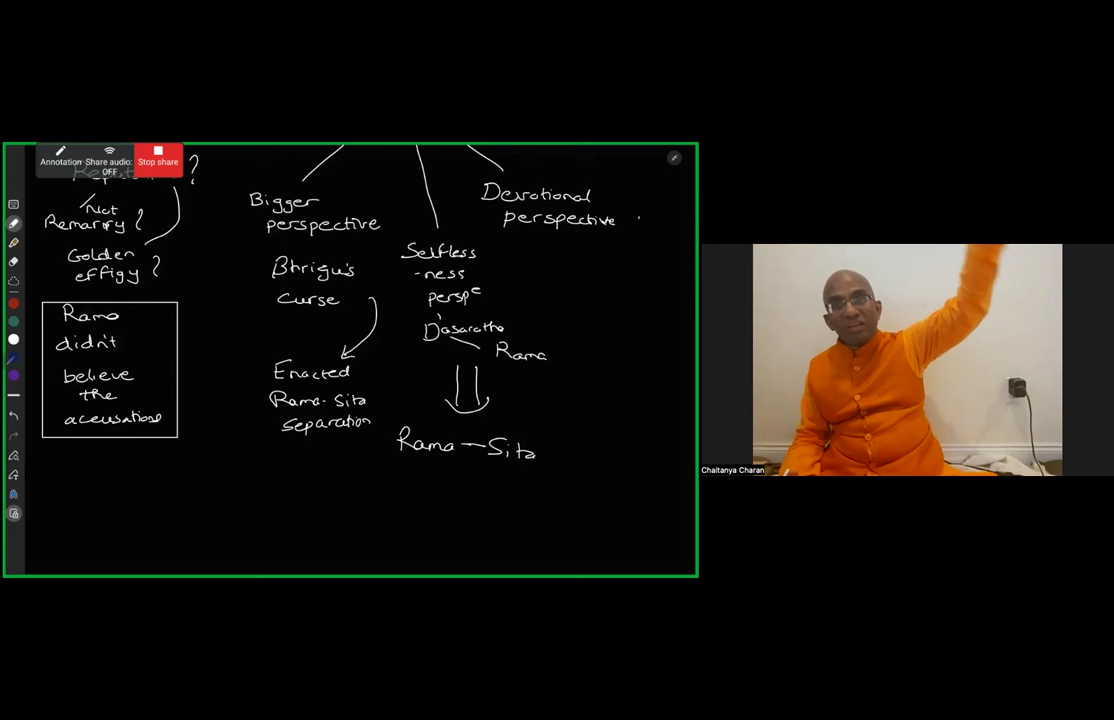 Annotation
Share audio:
OFF
Stop share
?
Not
Remarry?
Golden
effigy?
Rama
didn't
believe
the
accusations
Bigger
perspective
Bhrigu's
Curse
Enacted
Rama-Sita
separation
Selfless
-ness
perspe
Dasaratha
Rama
Rama-Sita
Devotional
perspective
Chaitanya Charan